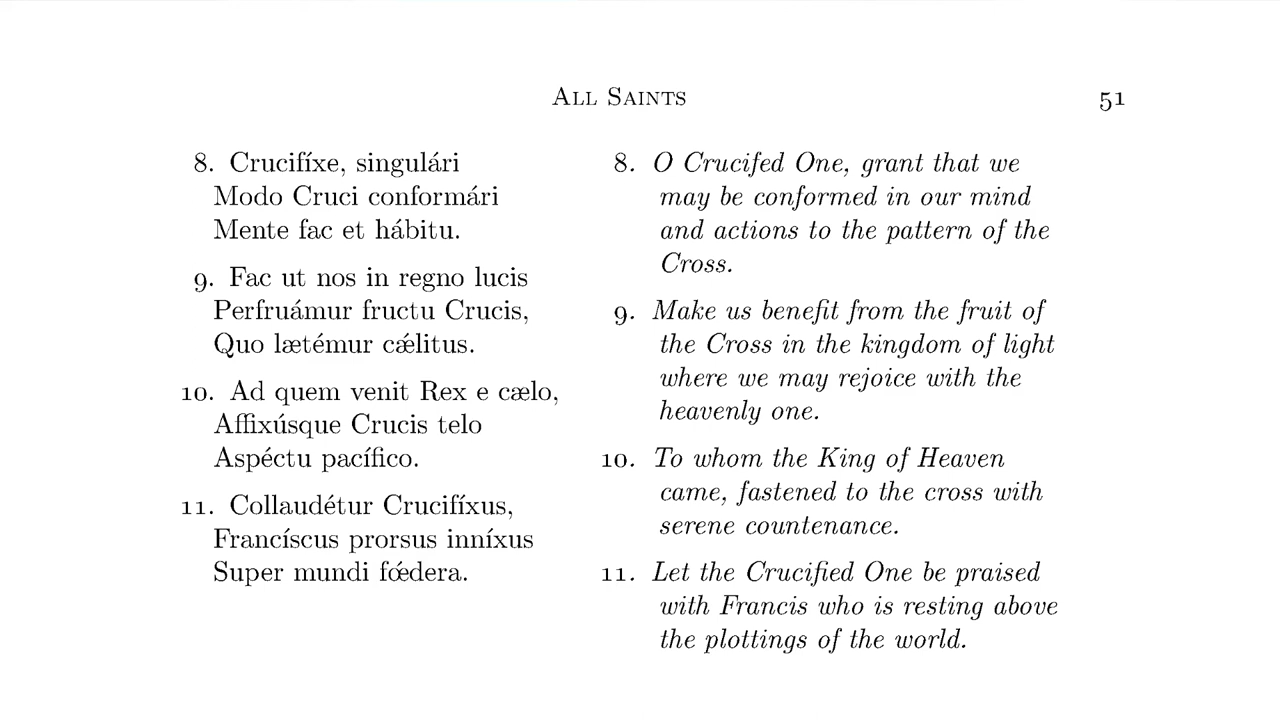 All Saints
51
8. Crucifíxe, singulári
Modo Cruci conformári
Mente fac et hábitu.
9. Fac ut nos in regno lucis
Perfruámur fructu Crucis,
Quo lætémur cǽlitus.
10. Ad quem venit Rex e cælo,
Affixúsque Crucis telo
Aspéctu pacífico.
11. Collaudétur Crucifíxus,
Francíscus prorsus inníxus
Super mundi fœ́dera.
8. O Crucifed One, grant that we
may be conformed in our mind
and actions to the pattern of the
Cross.
9. Make us benefit from the fruit of
the Cross in the kingdom of light
where we may rejoice with the
heavenly one.
10. To whom the King of Heaven
came, fastened to the cross with
serene countenance.
11. Let the Crucified One be praised
with Francis who is resting above
the plottings of the world.